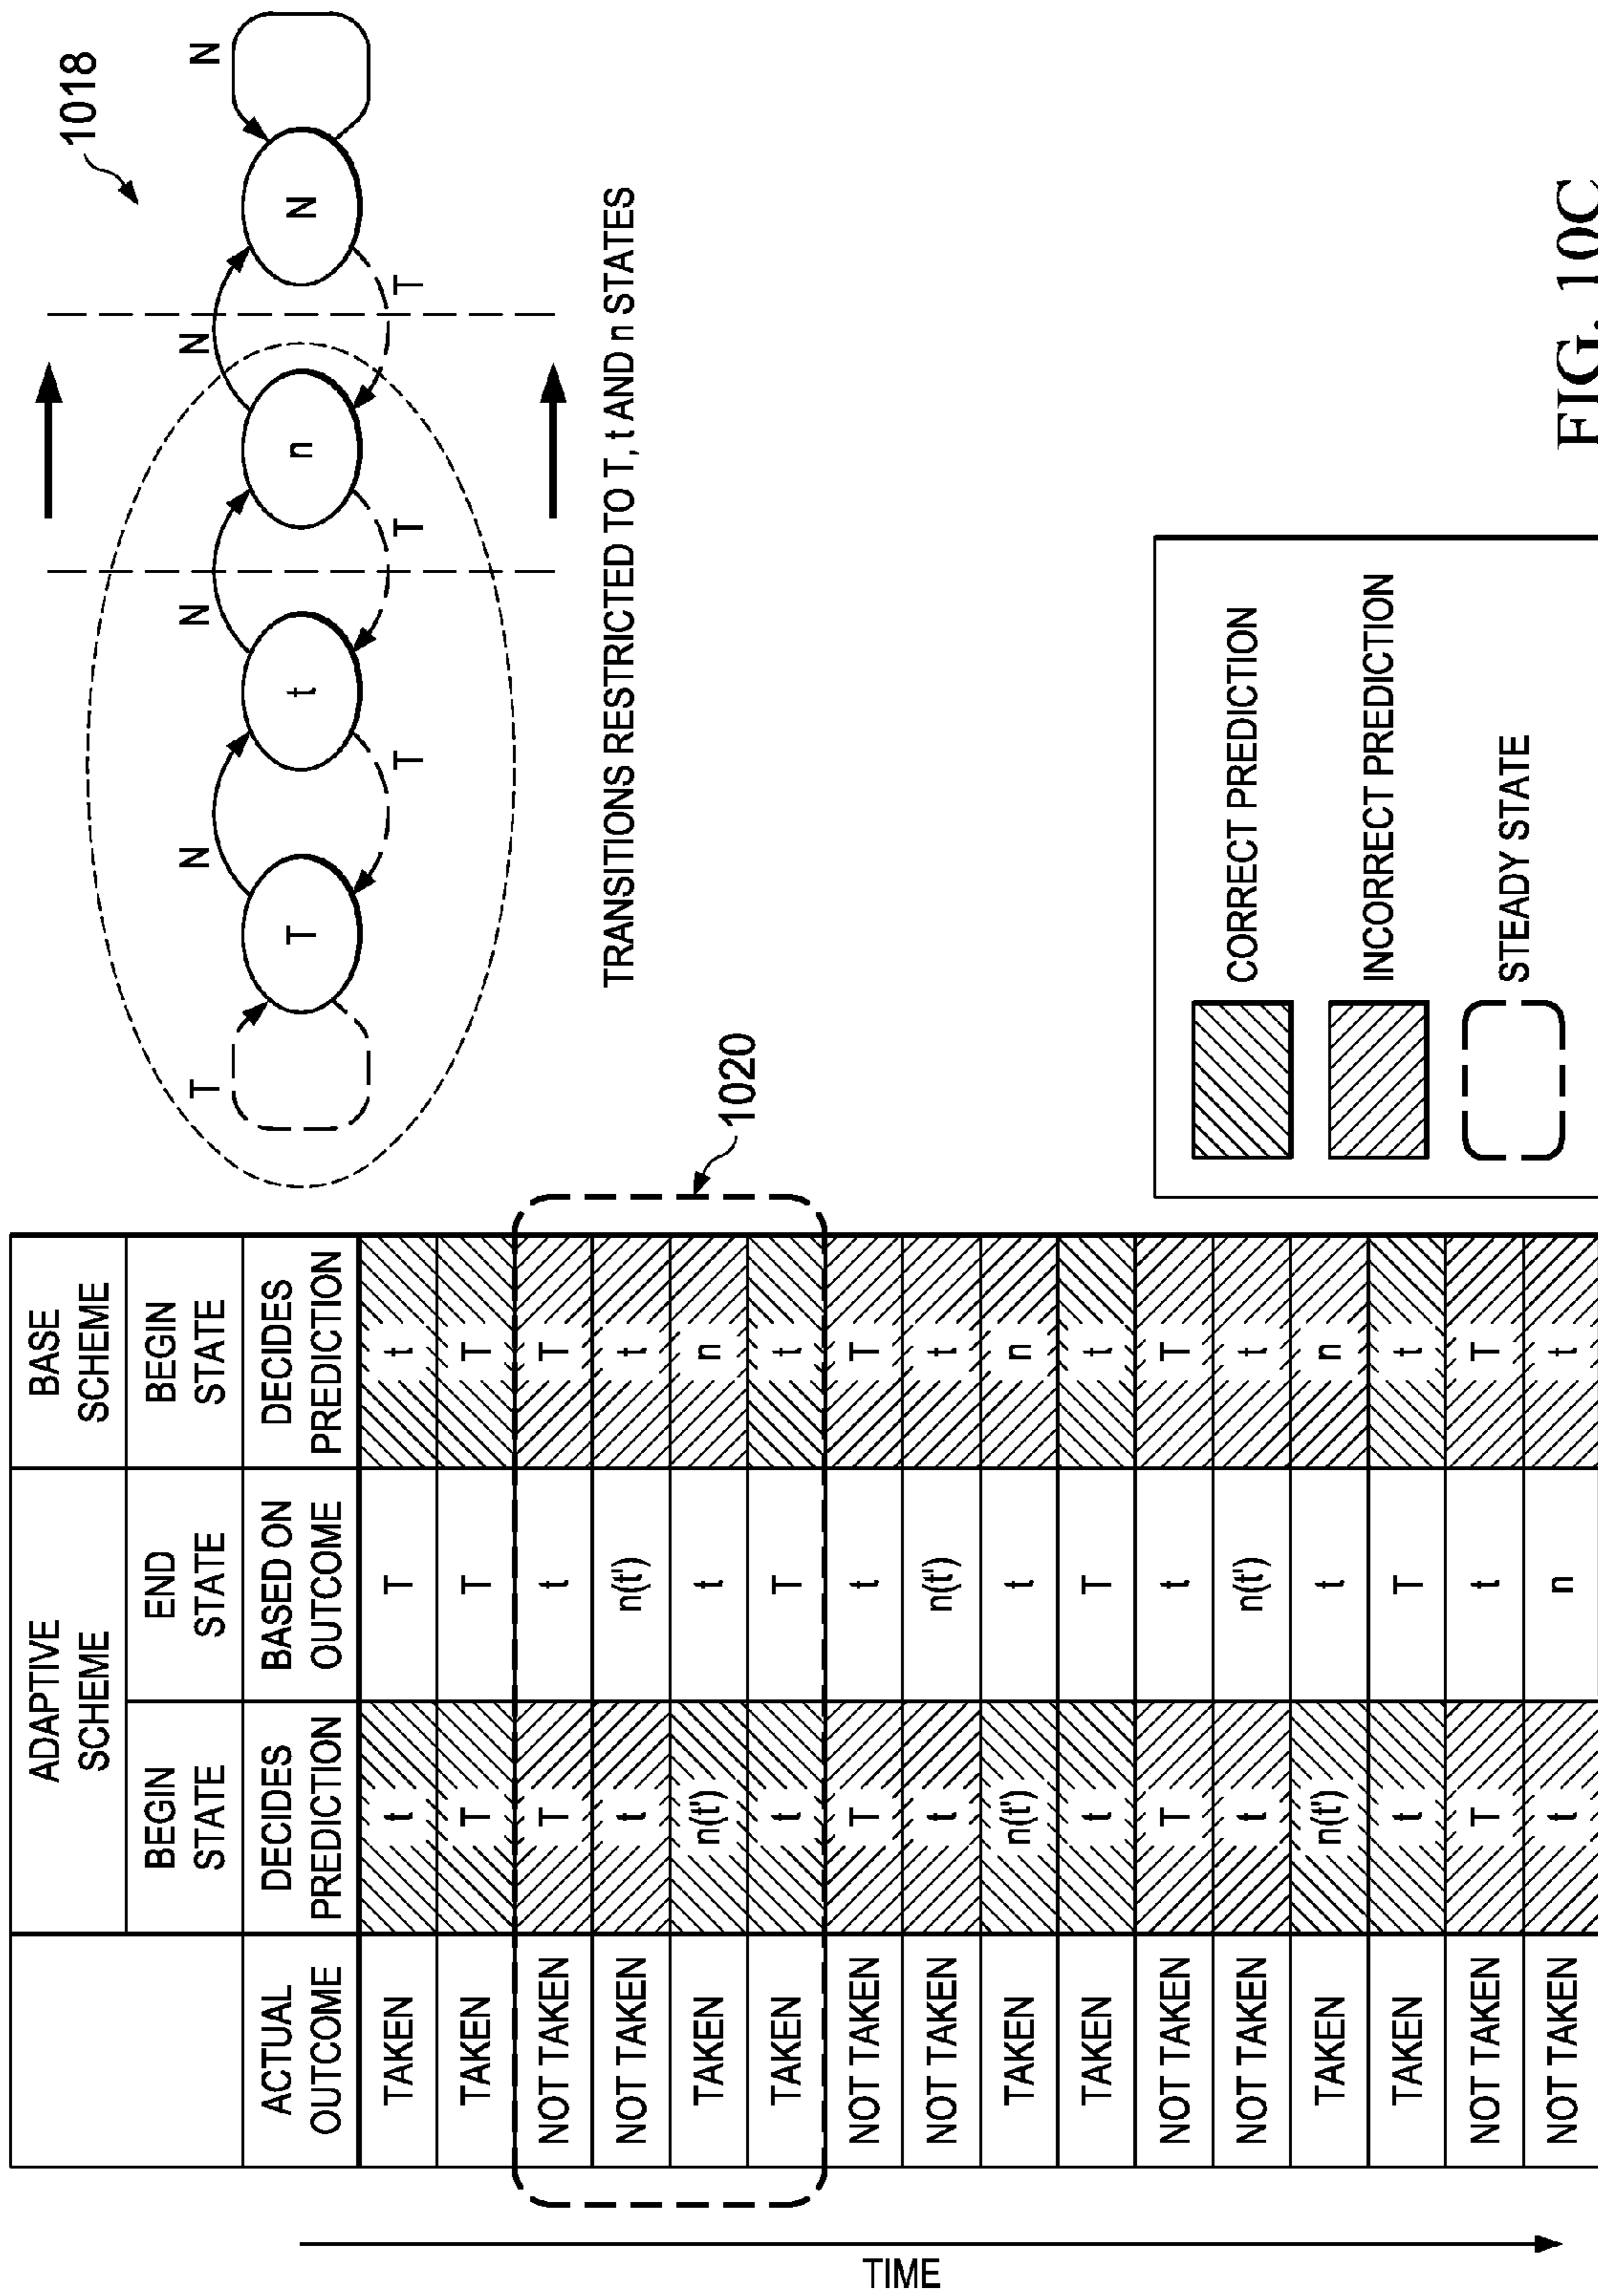 ADAPTIVE
SCHEME
BASE
SCHEME
BEGIN
STATE
END
STATE
BEGIN
STATE
ACTUAL
OUTCOME
DECIDES
PREDICTION
BASED ON
OUTCOME
DECIDES
PREDICTION
TAKEN t T t
TAKEN T T T
NOT TAKEN T t T
NOT TAKEN t n(t') t
TAKEN n(t') t n
TAKEN t T t
NOT TAKEN T t T
NOT TAKEN t n(t') t
TAKEN n(t') t n
TAKEN t T t
NOT TAKEN T t T
NOT TAKEN t n(t') t
TAKEN n(t') t n
TAKEN t T t
NOT TAKEN T t T
NOT TAKEN t n t
TIME
1020
1018
T N N N N
T t n N
T T T
TRANSITIONS RESTRICTED TO T, t AND n STATES
CORRECT PREDICTION
INCORRECT PREDICTION
STEADY STATE
FIG. 10C